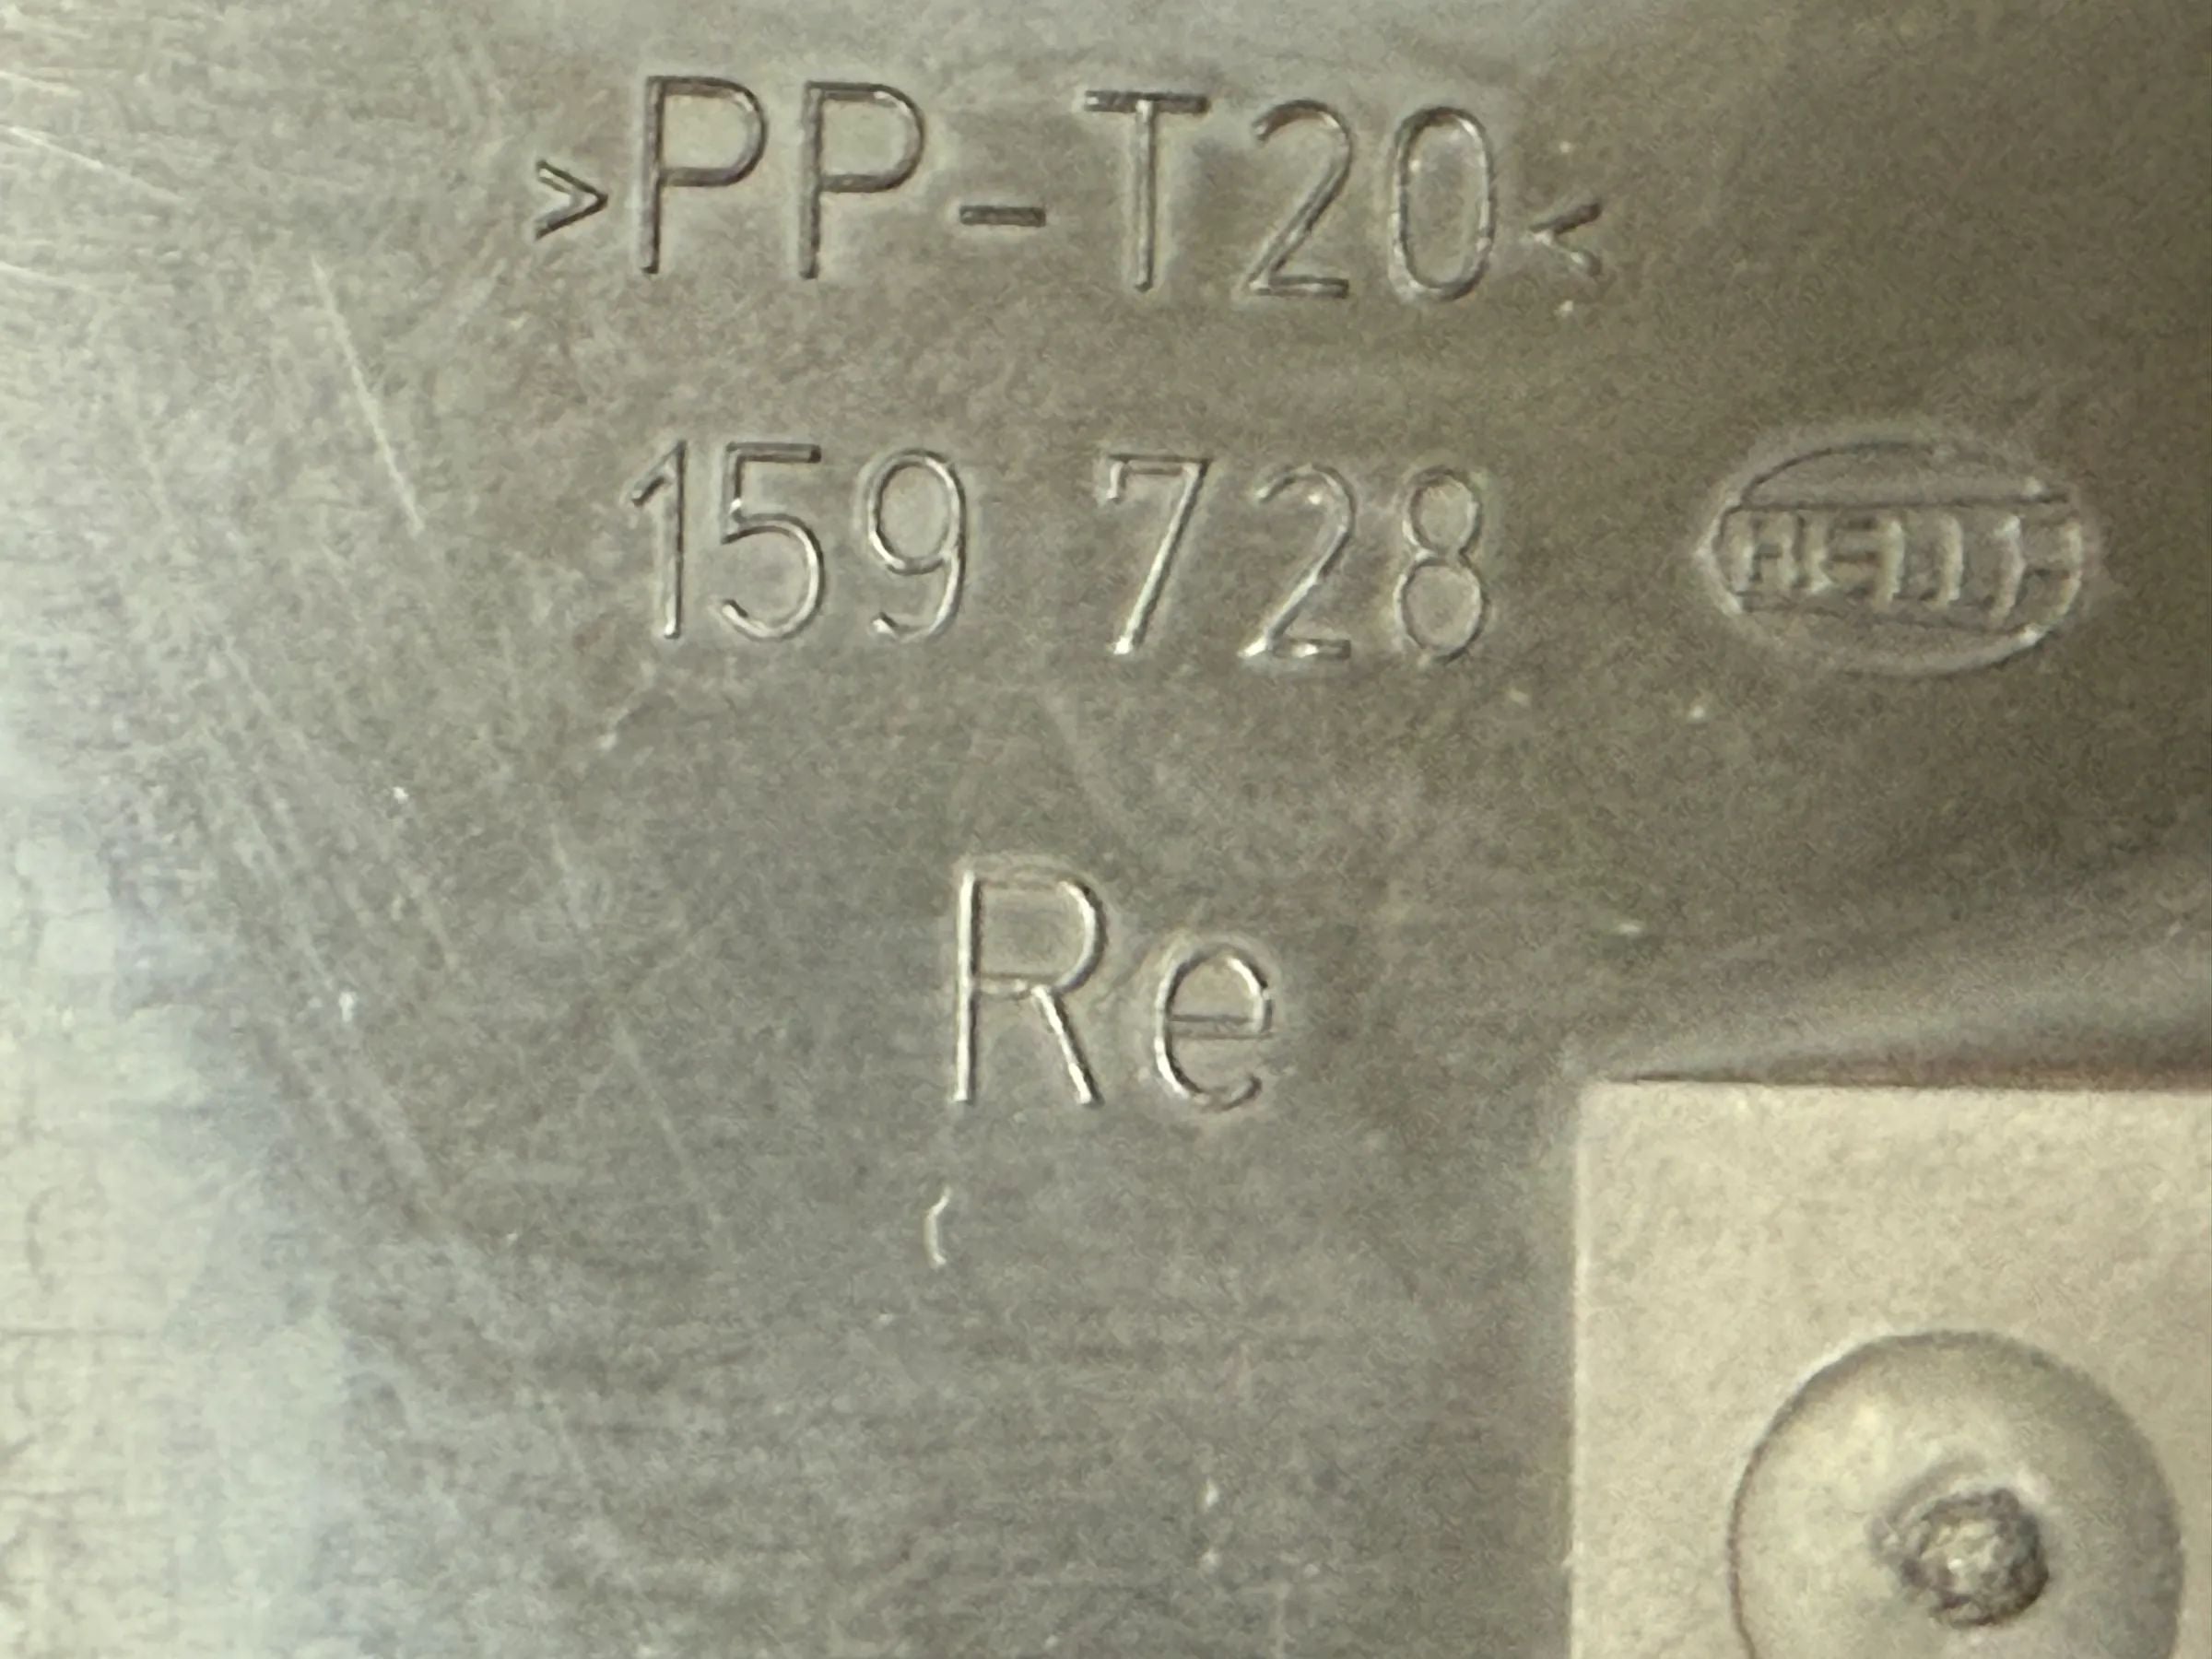 >PP-T20<
159 728 HELLA
Re